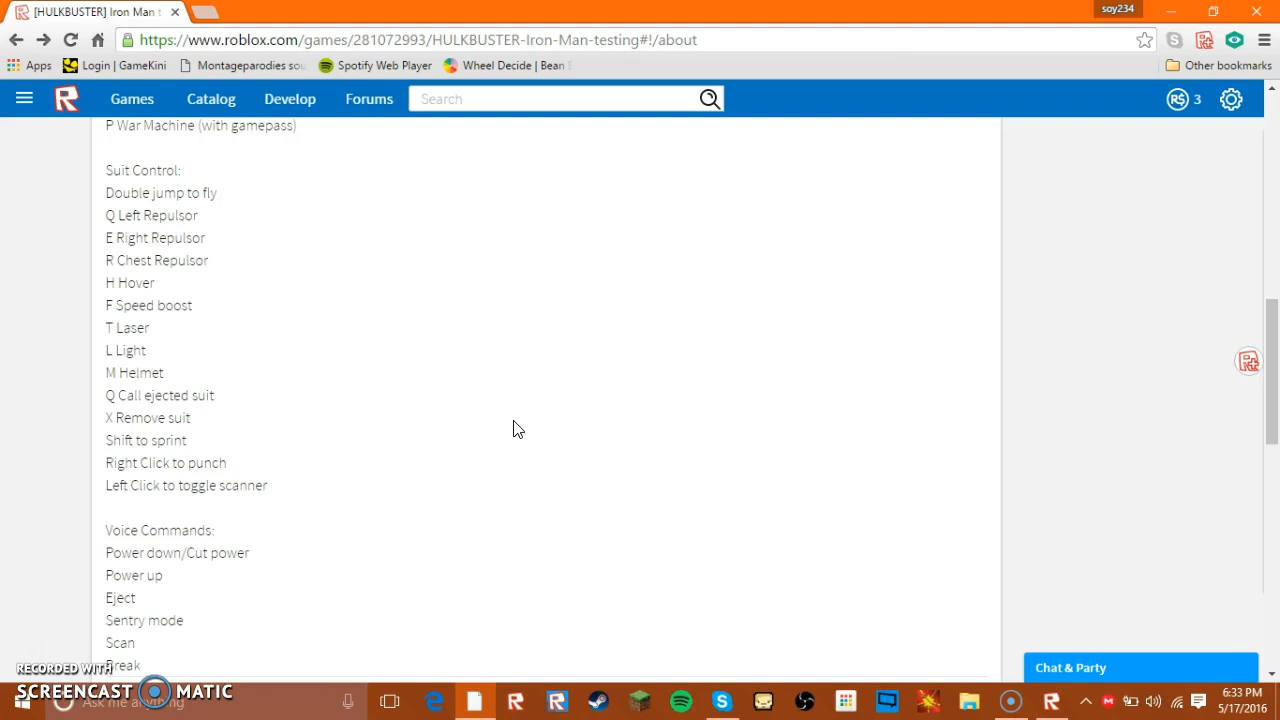 [HULKBUSTER] Iron Man t
soy234
https://www.roblox.com/games/281072993/HULKBUSTER-Iron-Man-testing#!/about
Apps Login | GameKini Montageparodies sou Spotify Web Player Wheel Decide | Bean Other bookmarks
Games Catalog Develop Forums Search R$ 3
P War Machine (with gamepass)
Suit Control:
Double jump to fly
Q Left Repulsor
E Right Repulsor
R Chest Repulsor
H Hover
F Speed boost
T Laser
L Light
M Helmet
Q Call ejected suit
X Remove suit
Shift to sprint
Right Click to punch
Left Click to toggle scanner
Voice Commands:
Power down/Cut power
Power up
Eject
Sentry mode
Scan
Break
Chat & Party
RECORDED WITH
SCREENCAST MATIC
Ask me anything
6:33 PM
5/17/2016